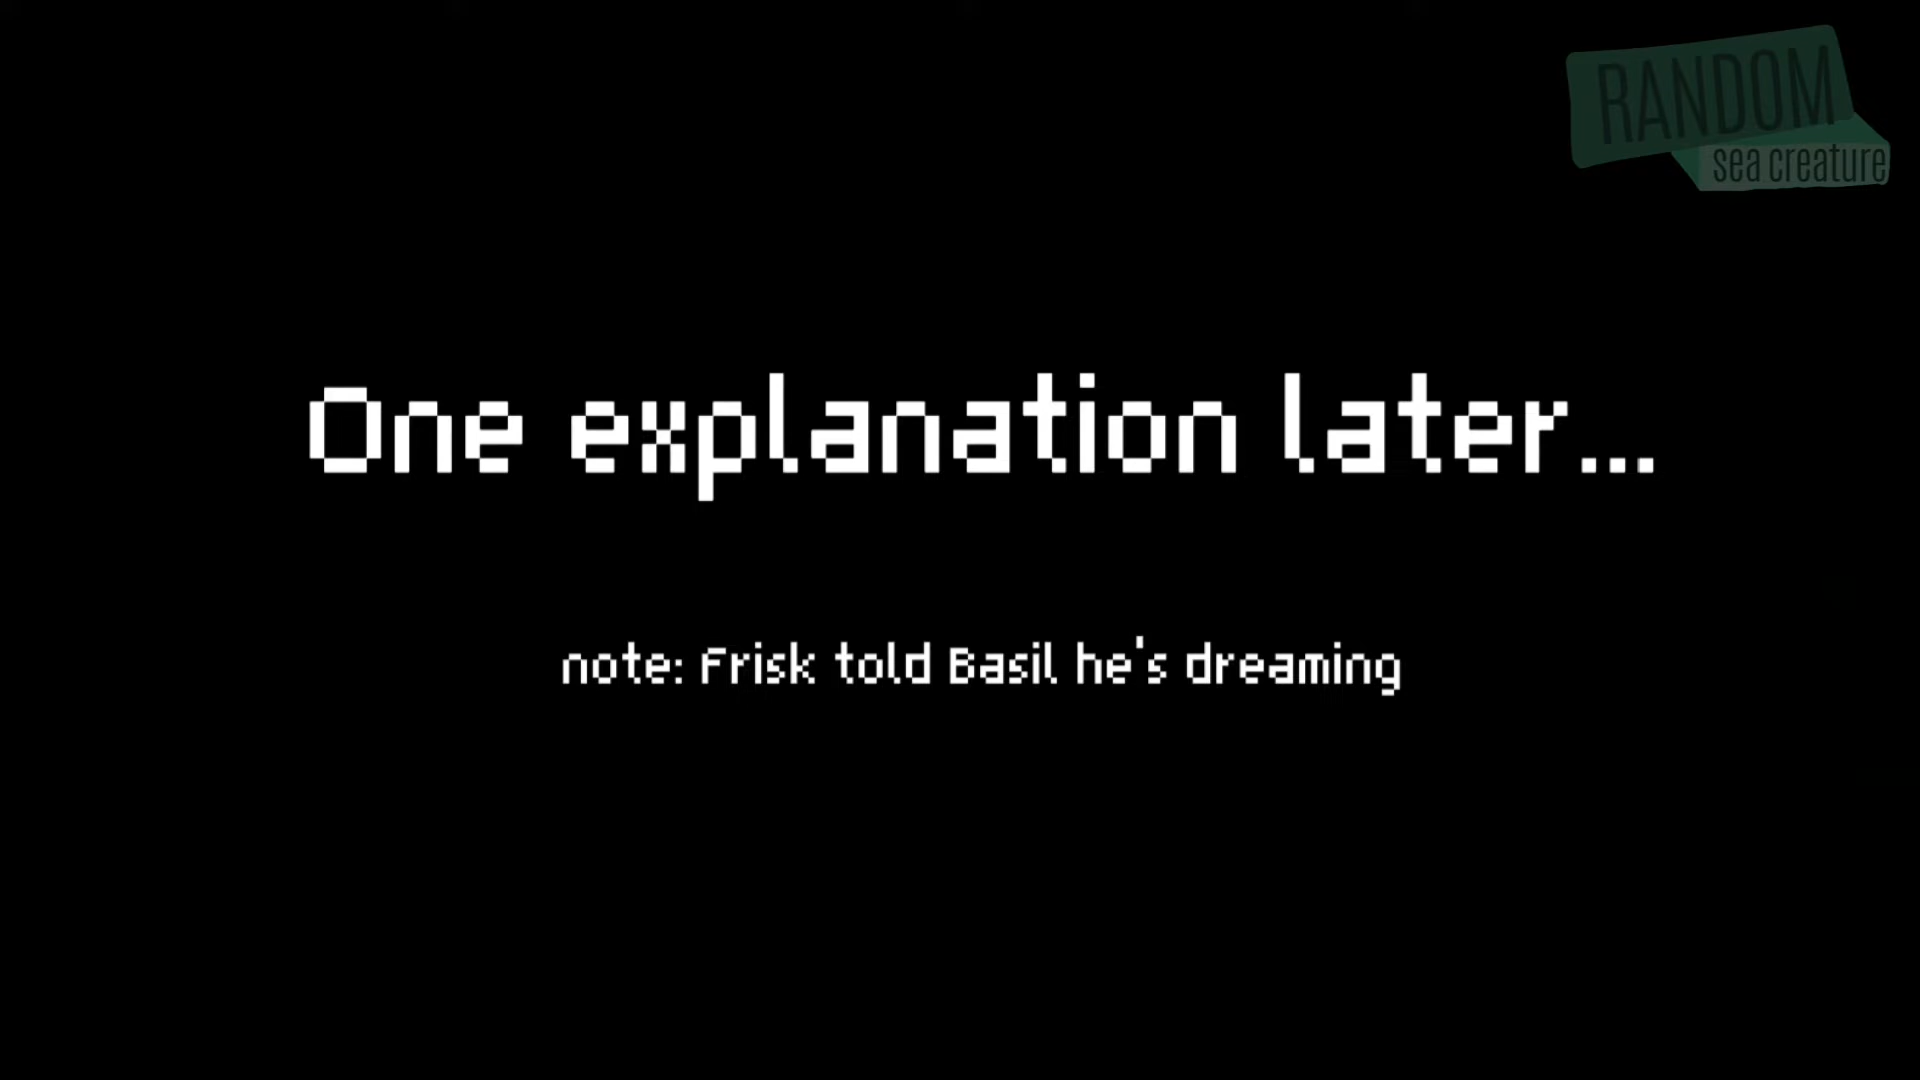 RANDOM
sea creature
One explanation later...
note: Frisk told Basil he's dreaming